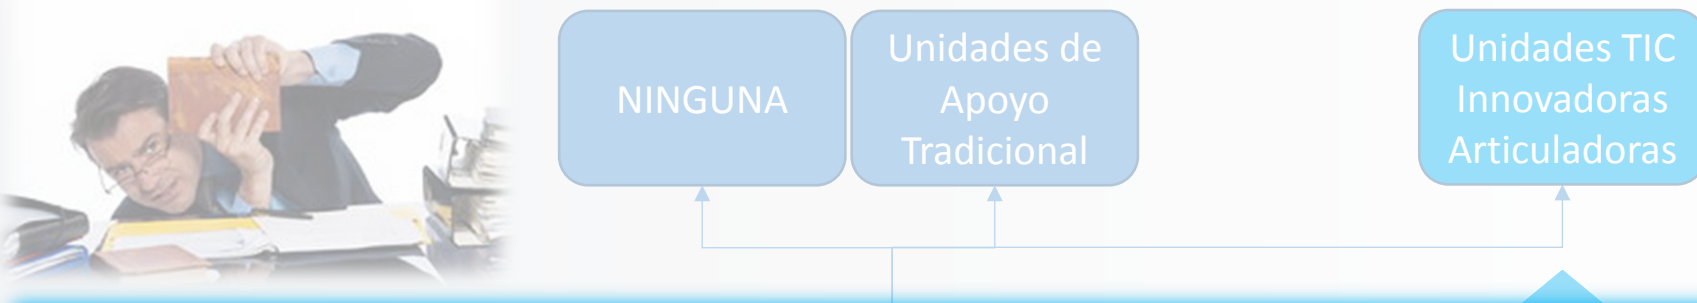 NINGUNA
Unidades de
Apoyo
Tradicional
Unidades TIC
Innovadoras
Articuladoras